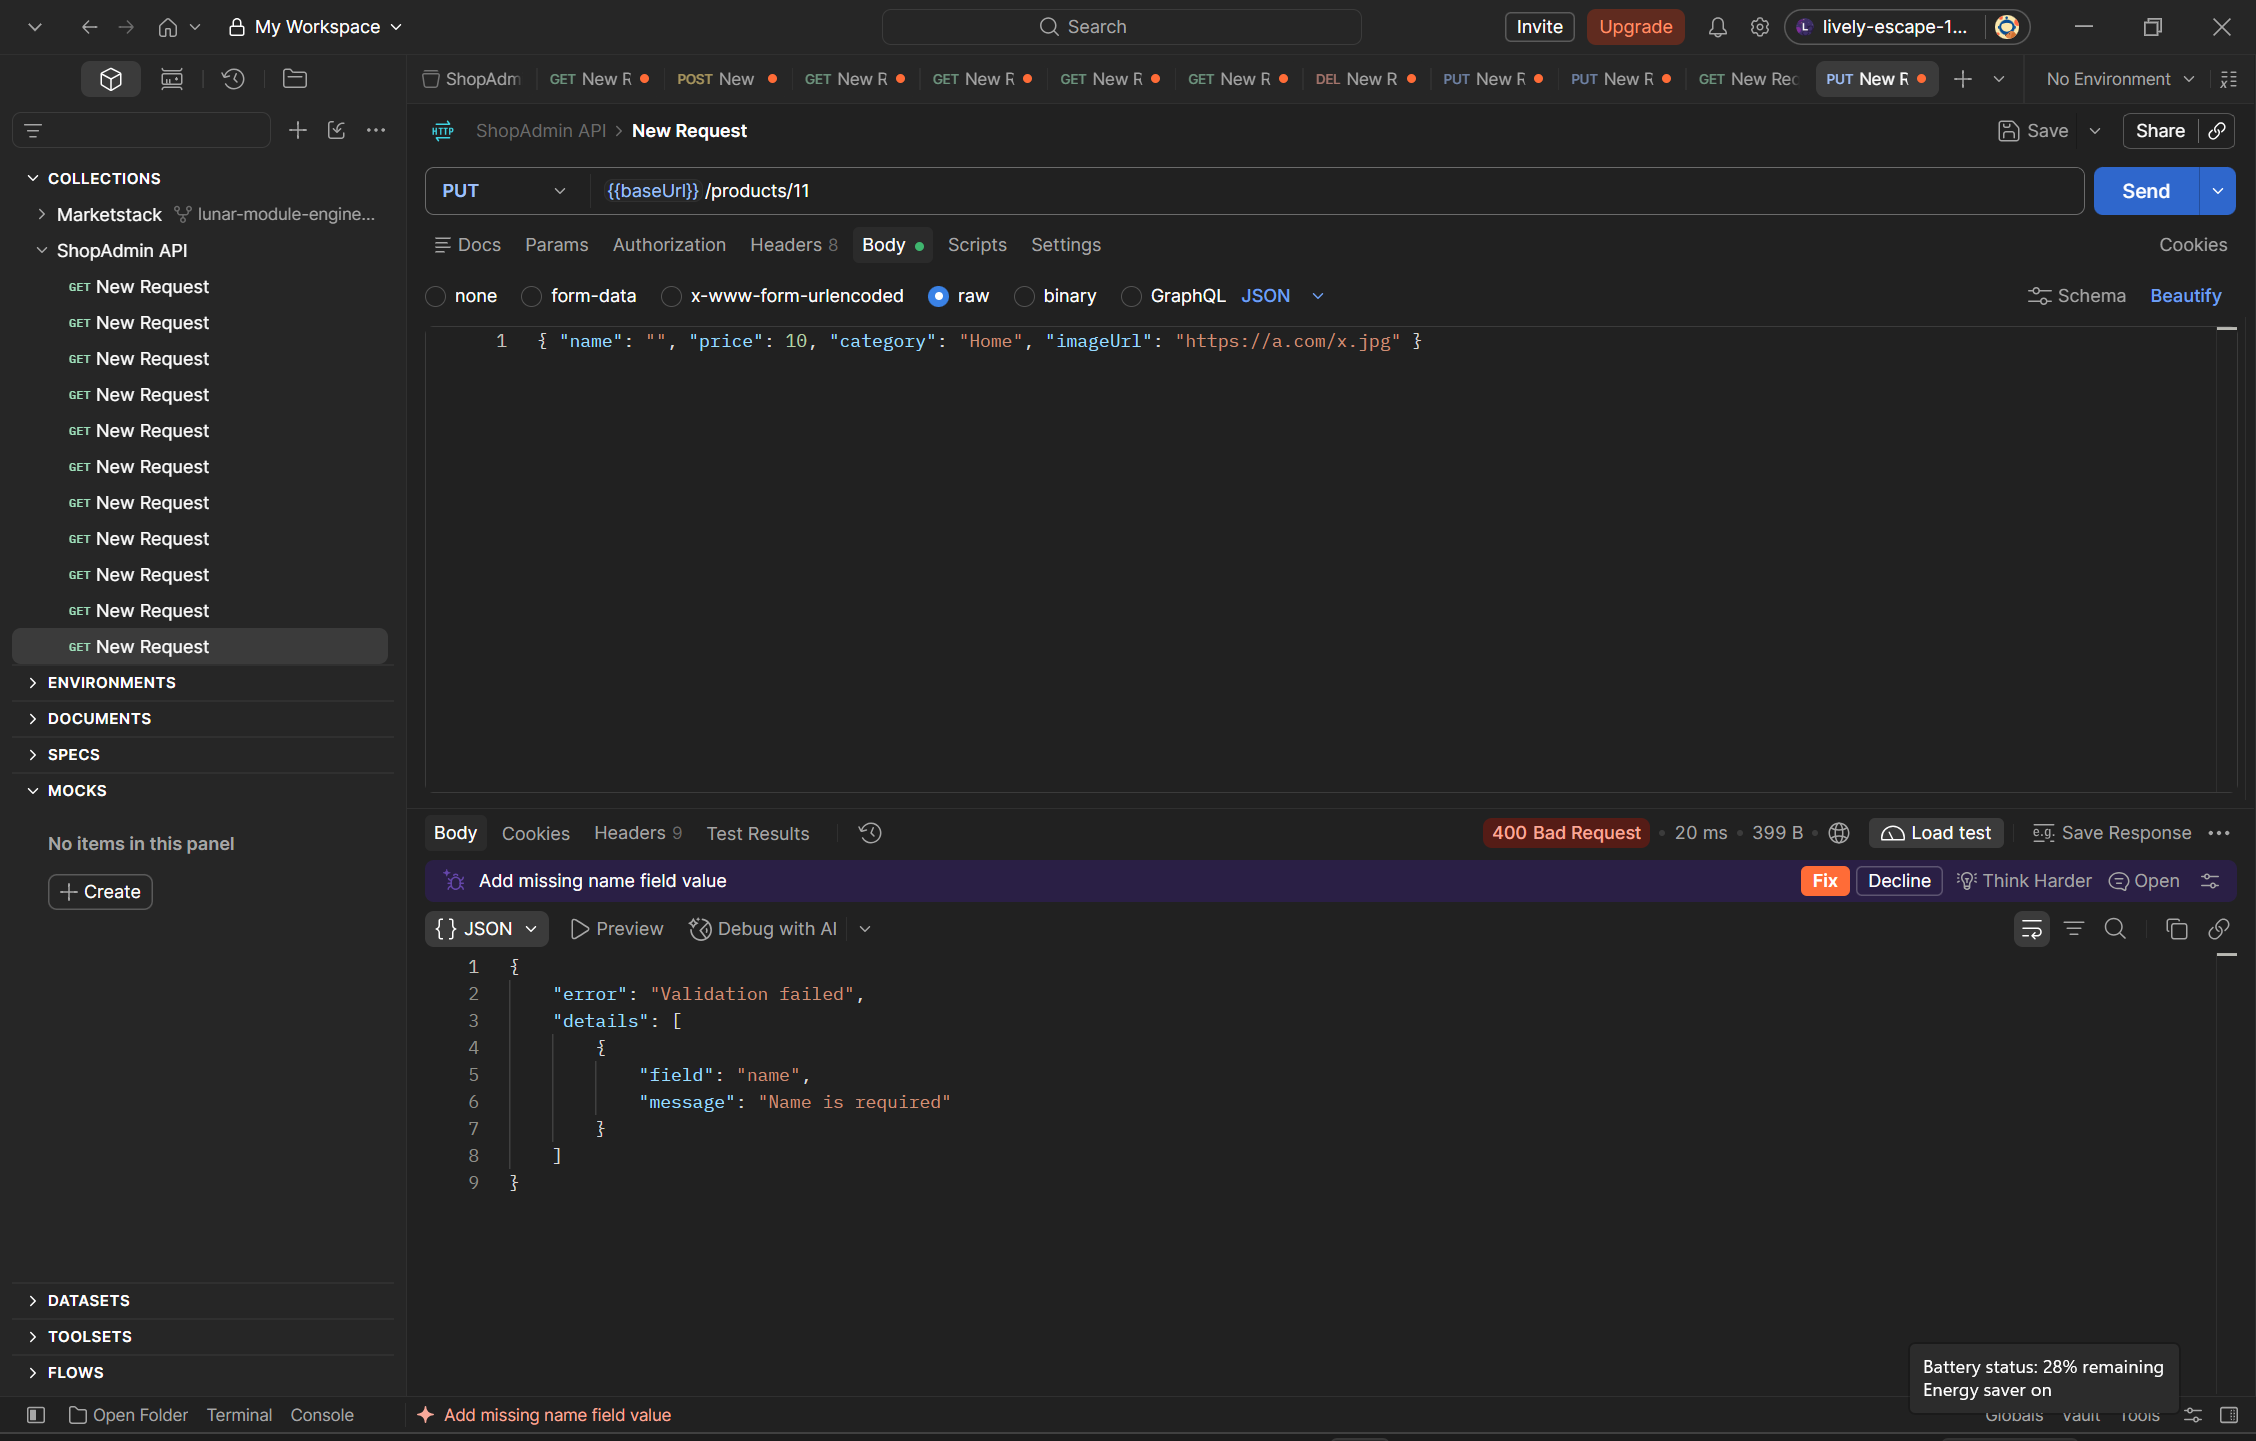 My Workspace
Search
Invite
Upgrade
L lively-escape-1...
ShopAdm
GET New R
POST New
GET New R
GET New R
GET New R
GET New R
DEL New R
PUT New R
PUT New R
GET New Rec
PUT New R
No Environment
HTTP ShopAdmin API > New Request
Save
Share
COLLECTIONS
Marketstack lunar-module-engine...
ShopAdmin API
GET New Request
GET New Request
GET New Request
GET New Request
GET New Request
GET New Request
GET New Request
GET New Request
GET New Request
GET New Request
GET New Request
ENVIRONMENTS
DOCUMENTS
SPECS
MOCKS
No items in this panel
+ Create
DATASETS
TOOLSETS
FLOWS
PUT {{baseUrl}} /products/11
Send
Docs Params Authorization Headers 8 Body Scripts Settings
Cookies
none form-data x-www-form-urlencoded raw binary GraphQL JSON
Schema Beautify
1 { "name": "", "price": 10, "category": "Home", "imageUrl": "https://a.com/x.jpg" }
Body Cookies Headers 9 Test Results
400 Bad Request • 20 ms • 399 B
Load test
e.g. Save Response
Add missing name field value
Fix Decline Think Harder Open
{ } JSON Preview Debug with AI
1 {
2 "error": "Validation failed",
3 "details": [
4 {
5 "field": "name",
6 "message": "Name is required"
7 }
8 ]
9 }
Battery status: 28% remaining
Energy saver on
Open Folder Terminal Console
Add missing name field value
Globals Vault Tools